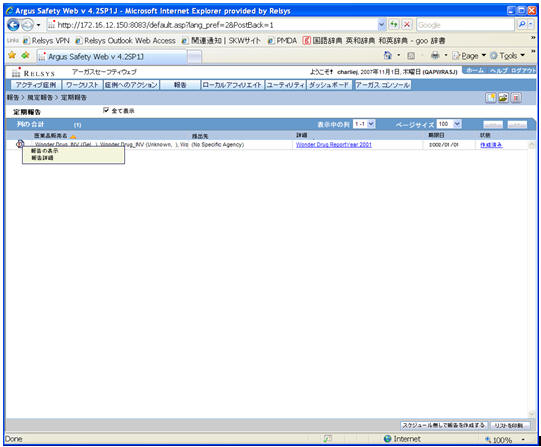 Argus Safety Web v 4.2SP1J - Microsoft Internet Explorer provided by Relsys
http://172.16.12.150:8083/default.asp?lang_pref=2&PostBack=1
Google
Links Relsys VPN Relsys Outlook Web Access 関連通知 | SKWサイト PMDA 国語辞典 英和辞典 和英辞典 - goo 辞書
Argus Safety Web v 4.2SP1J
Page Tools
RELSYS アーガスセーフティウェブ ようこそ! charliej, 2007年11月1日, 木曜日 (QAPI/IRASJ) ホーム ヘルプ ログアウト
アクティブ症例 ワークリスト 症例へのアクション 報告 ローカルアフィリエイト ユーティリティ ダッシュボード アーガス コンソール
報告 > 規定報告 > 定期報告
定期報告 全て表示
列の合計 (1) 表示中の列 1 -1 ページサイズ 100
医薬品販売名 提出先 詳細 期限日 状態
Wonder Drug_INV (Gel, ), Wonder Drug_INV (Unknown, ), Wo (No Specific Agency) Wonder Drug ReportYear 2001 2002/01/01 作成済み
報告の表示
報告詳細
スケジュール無しで報告を作成する リストを印刷
Done Internet 100%